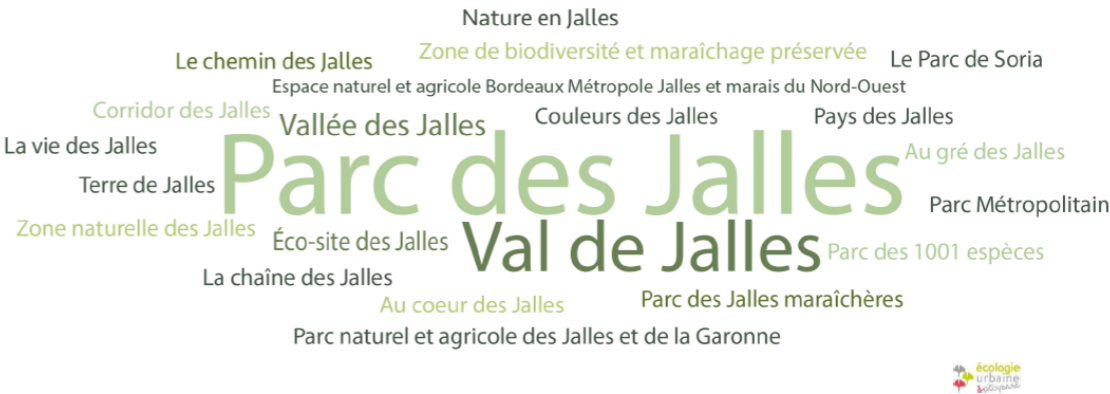 Nature en Jalles
Zone de biodiversité et maraîchage préservée
Le chemin des Jalles
Le Parc de Soria
Espace naturel et agricole Bordeaux Métropole Jalles et marais du Nord-Ouest
Corridor des Jalles
Vallée des Jalles
Couleurs des Jalles
Pays des Jalles
La vie des Jalles
Parc des Jalles
Au gré des Jalles
Terre de Jalles
Parc Métropolitain
Zone naturelle des Jalles
Éco-site des Jalles
Val de Jalles
Parc des 1001 espèces
La chaîne des Jalles
Au coeur des Jalles
Parc des Jalles maraîchères
Parc naturel et agricole des Jalles et de la Garonne
écologie
urbaine
citoyenne